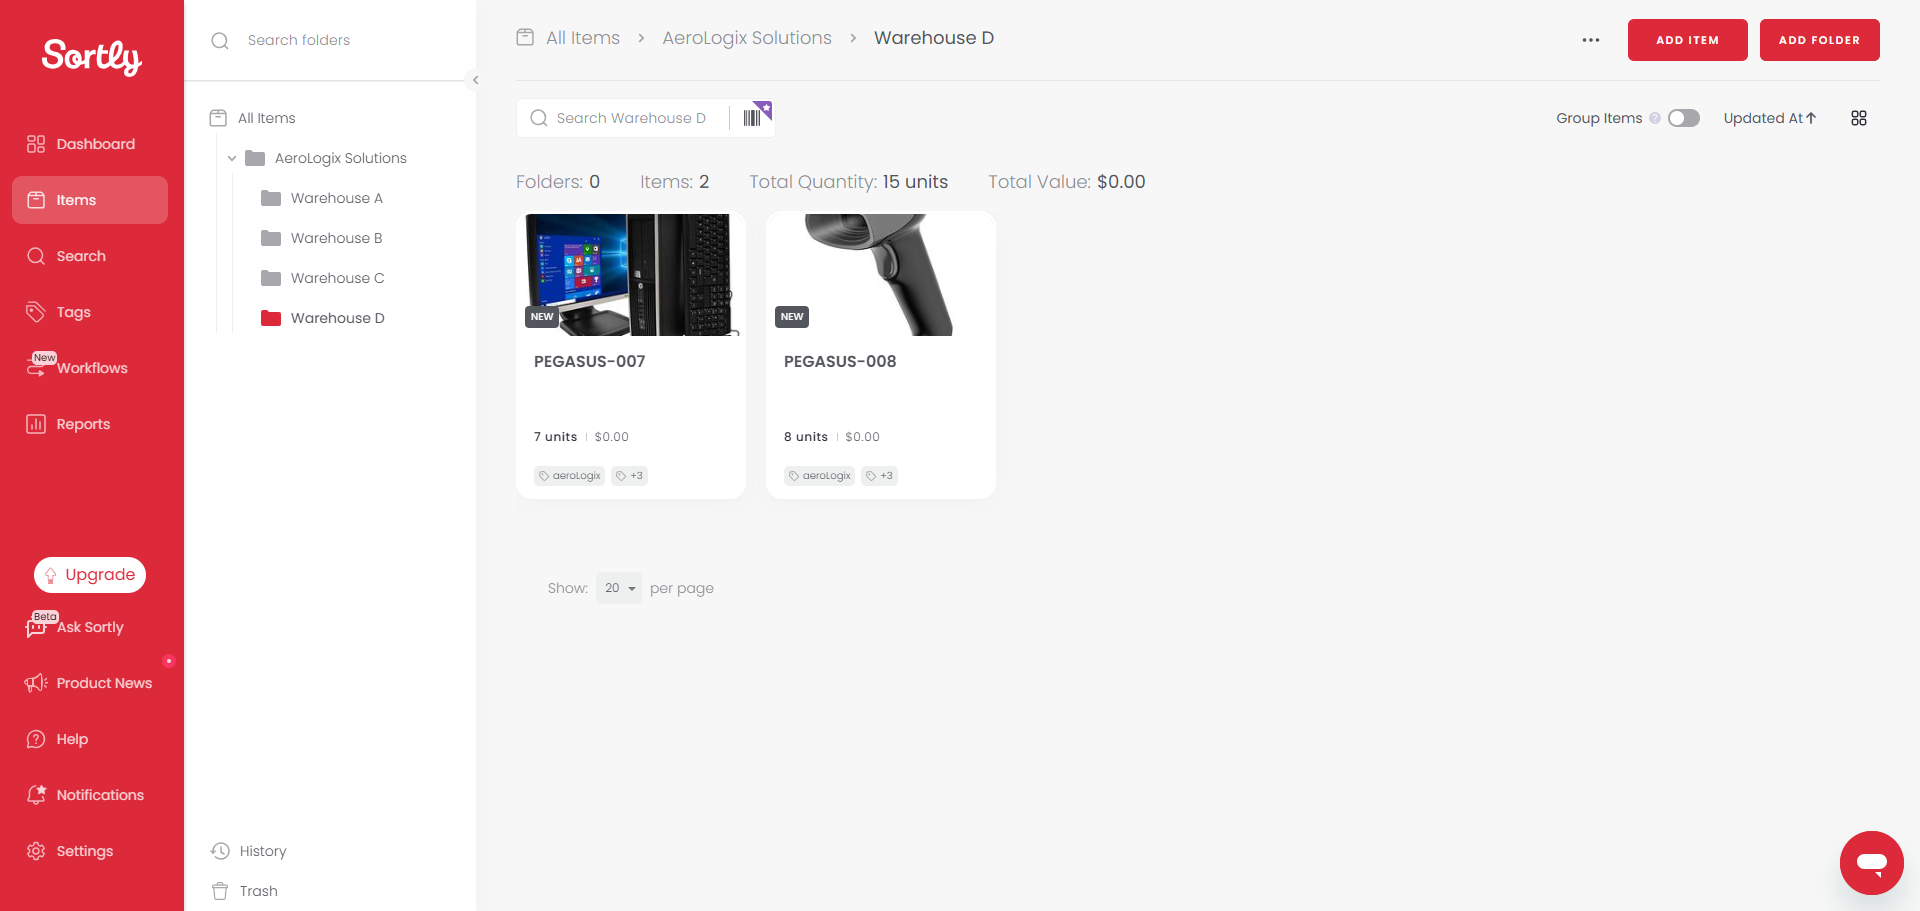 Sortly
Dashboard
Items
Search
Tags
New
Workflows
Reports
Upgrade
Beta
Ask Sortly
Product News
Help
Notifications
Settings
Search folders
All Items
AeroLogix Solutions
Warehouse A
Warehouse B
Warehouse C
Warehouse D
History
Trash
All Items > AeroLogix Solutions > Warehouse D
ADD ITEM
ADD FOLDER
Search Warehouse D
Group Items ?
Updated At
Folders: 0 Items: 2 Total Quantity: 15 units Total Value: $0.00
NEW
PEGASUS-007
7 units | $0.00
aeroLogix +3
NEW
PEGASUS-008
8 units | $0.00
aeroLogix +3
Show: 20 per page